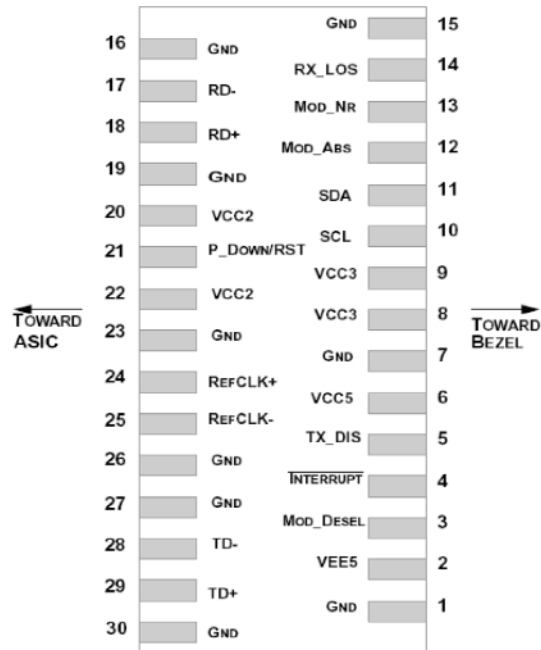 GND 15
16 GND
RX_LOS 14
17 RD-
MOD_NR 13
18 RD+
MOD_ABS 12
19 GND
SDA 11
20 VCC2
SCL 10
21 P_DOWN/RST
VCC3 9
22 VCC2
VCC3 8
TOWARD ASIC
TOWARD BEZEL
23 GND
GND 7
24 REFCLK+
VCC5 6
25 REFCLK-
TX_DIS 5
26 GND
INTERRUPT 4
27 GND
MOD_DESEL 3
28 TD-
VEE5 2
29 TD+
GND 1
30 GND